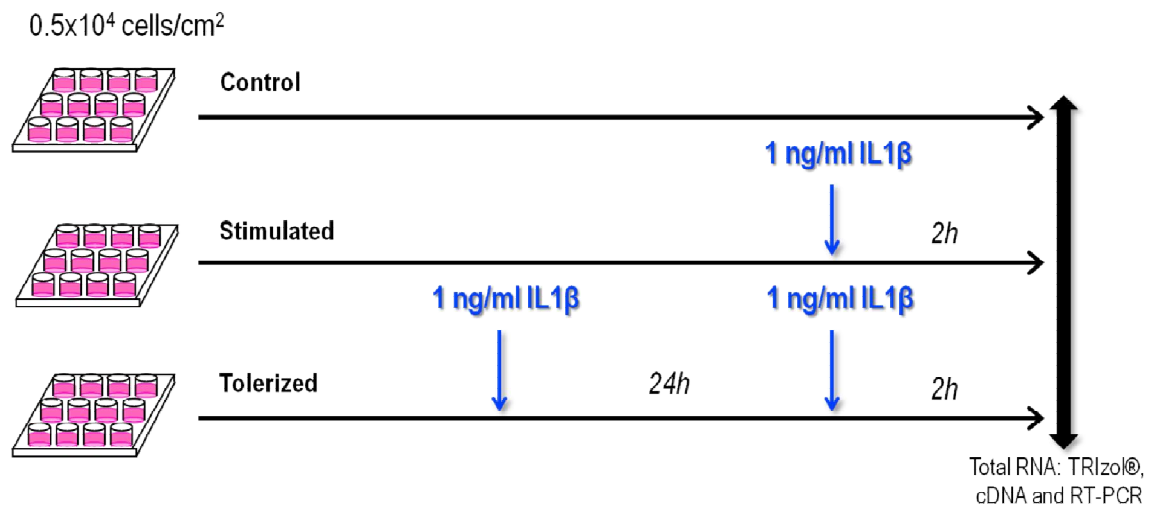 0.5x10⁴ cells/cm²
Control
1 ng/ml IL1β
Stimulated
2h
1 ng/ml IL1β
1 ng/ml IL1β
Tolerized
24h
2h
Total RNA: TRIzol®,
cDNA and RT-PCR